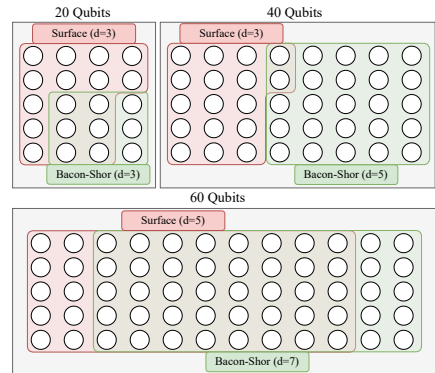 20 Qubits
Surface (d=3)
Bacon-Shor (d=3)
40 Qubits
Surface (d=3)
Bacon-Shor (d=5)
60 Qubits
Surface (d=5)
Bacon-Shor (d=7)